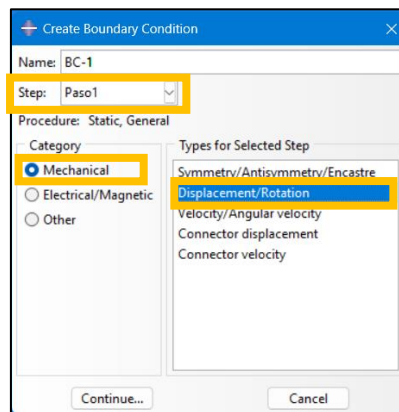 Create Boundary Condition
Name: BC-1
Step: Paso1
Procedure: Static, General
Category
Mechanical
Electrical/Magnetic
Other
Types for Selected Step
Symmetry/Antisymmetry/Encastre
Displacement/Rotation
Velocity/Angular velocity
Connector displacement
Connector velocity
Continue...
Cancel